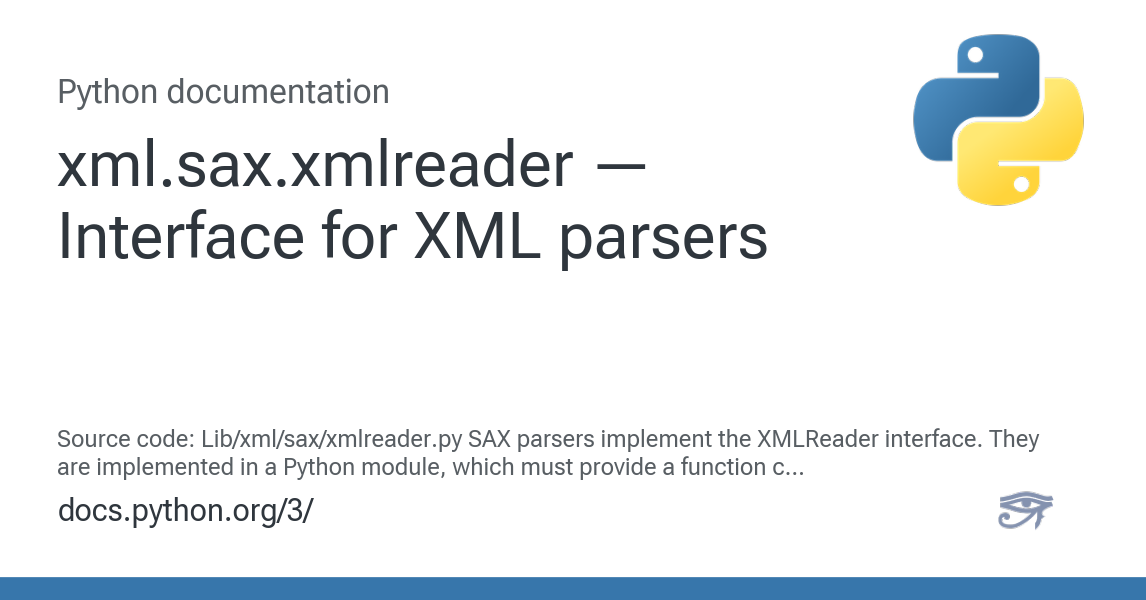 Python documentation
xml.sax.xmlreader —
Interface for XML parsers
Source code: Lib/xml/sax/xmlreader.py SAX parsers implement the XMLReader interface. They
are implemented in a Python module, which must provide a function c...
docs.python.org/3/